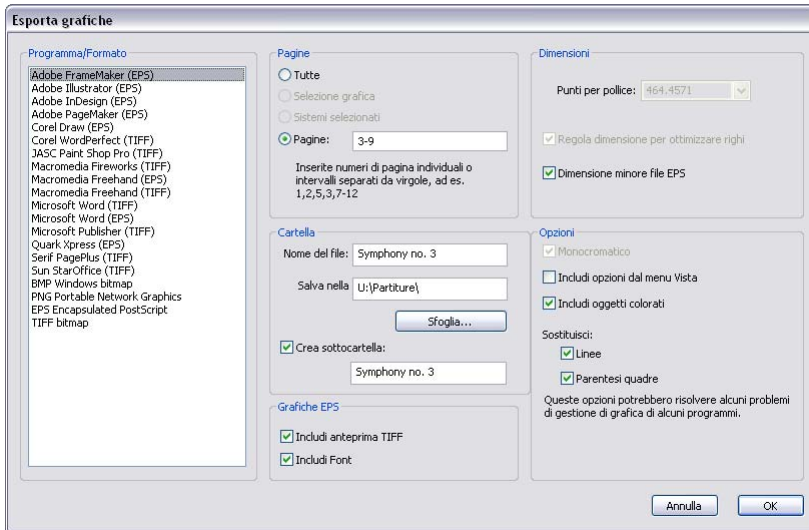 Esporta grafiche
Programma/Formato
Adobe FrameMaker (EPS)
Adobe Illustrator (EPS)
Adobe InDesign (EPS)
Adobe PageMaker (EPS)
Corel Draw (EPS)
Corel WordPerfect (TIFF)
JASC Paint Shop Pro (TIFF)
Macromedia Fireworks (TIFF)
Macromedia Freehand (EPS)
Macromedia Freehand (TIFF)
Microsoft Word (TIFF)
Microsoft Word (EPS)
Microsoft Publisher (TIFF)
Quark Xpress (EPS)
Serif PagePlus (TIFF)
Sun StarOffice (TIFF)
BMP Windows bitmap
PNG Portable Network Graphics
EPS Encapsulated PostScript
TIFF bitmap
Pagine
Tutte
Selezione grafica
Sistemi selezionati
Pagine: 3-9
Inserite numeri di pagina individuali o
intervalli separati da virgole, ad es.
1,2,5,3,7-12
Cartella
Nome del file: Symphony no. 3
Salva nella U:\Partiture\
Sfoglia...
Crea sottocartella:
Symphony no. 3
Grafiche EPS
Includi anteprima TIFF
Includi Font
Dimensioni
Punti per pollice: 464.4571
Regola dimensione per ottimizzare righi
Dimensione minore file EPS
Opzioni
Monocromatico
Includi opzioni dal menu Vista
Includi oggetti colorati
Sostituisci:
Linee
Parentesi quadre
Queste opzioni potrebbero risolvere alcuni problemi
di gestione di grafica di alcuni programmi.
Annulla
OK